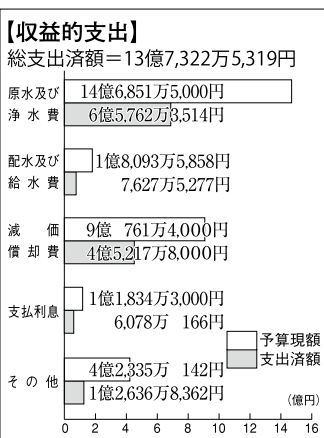 【収益的支出】
総支出済額＝13億7,322万5,319円
原水及び
浄水費
14億6,851万5,000円
6億5,762万3,514円
配水及び
給水費
1億8,093万5,858円
7,627万5,277円
減価
償却費
9億 761万4,000円
4億5,217万8,000円
支払利息
1億1,834万3,000円
6,078万 166円
予算現額
支出済額
その他
4億2,335万 142円
1億2,636万8,362円
（億円）
0 2 4 6 8 10 12 14 16